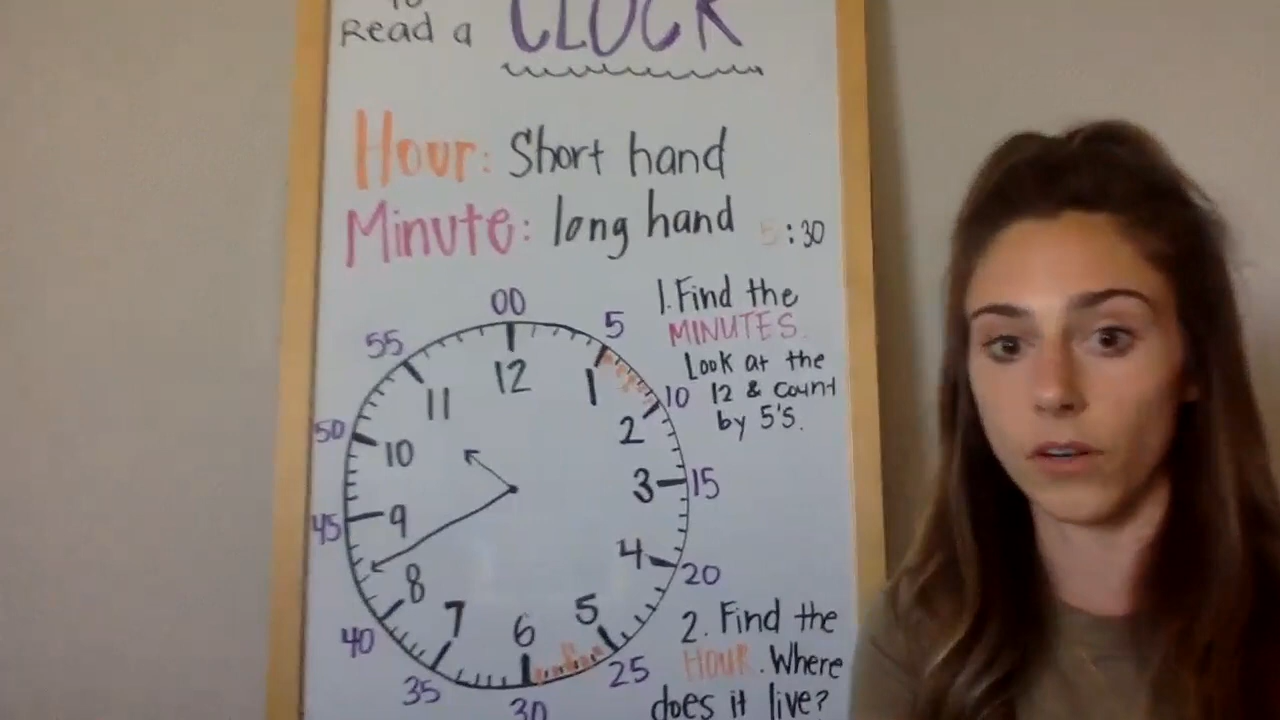 Read a CLOCK
Hour: Short hand
Minute: long hand
5:30
1. Find the
MINUTES.
Look at the
12 & count
by 5's.
00
5
10
15
20
25
30
35
40
45
50
55
12
1
2
3
4
5
6
7
8
9
10
11
2. Find the
HOUR. Where
does it live?